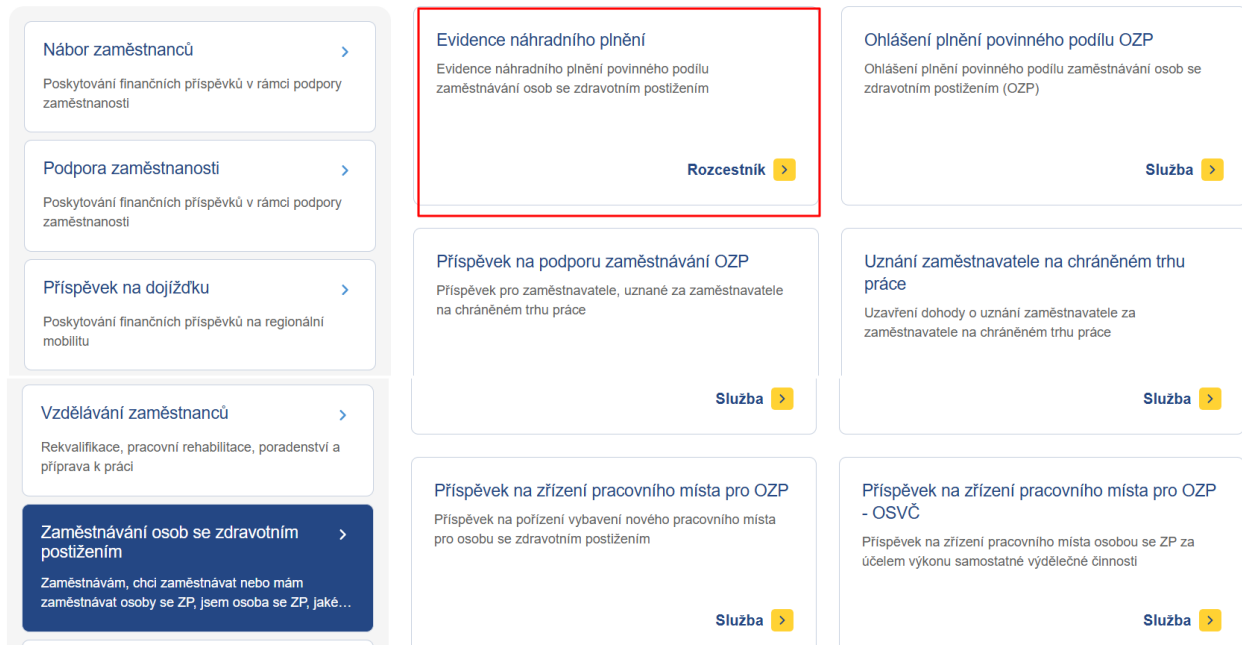 Nábor zaměstnanců
Poskytování finančních příspěvků v rámci podpory
zaměstnanosti
Podpora zaměstnanosti
Poskytování finančních příspěvků v rámci podpory
zaměstnanosti
Příspěvek na dojížďku
Poskytování finančních příspěvků na regionální
mobilitu
Vzdělávání zaměstnanců
Rekvalifikace, pracovní rehabilitace, poradenství a
příprava k práci
Zaměstnávání osob se zdravotním
postižením
Zaměstnávám, chci zaměstnávat nebo mám
zaměstnávat osoby se ZP, jsem osoba se ZP, jaké…
Evidence náhradního plnění
Evidence náhradního plnění povinného podílu
zaměstnávání osob se zdravotním postižením
Rozcestník
Ohlášení plnění povinného podílu OZP
Ohlášení plnění povinného podílu zaměstnávání osob se
zdravotním postižením (OZP)
Služba
Příspěvek na podporu zaměstnávání OZP
Příspěvek pro zaměstnavatele, uznané za zaměstnavatele
na chráněném trhu práce
Služba
Uznání zaměstnavatele na chráněném trhu
práce
Uzavření dohody o uznání zaměstnavatele za
zaměstnavatele na chráněném trhu práce
Služba
Příspěvek na zřízení pracovního místa pro OZP
Příspěvek na pořízení vybavení nového pracovního místa
pro osobu se zdravotním postižením
Služba
Příspěvek na zřízení pracovního místa pro OZP
- OSVČ
Příspěvek na zřízení pracovního místa osobou se ZP za
účelem výkonu samostatné výdělečné činnosti
Služba